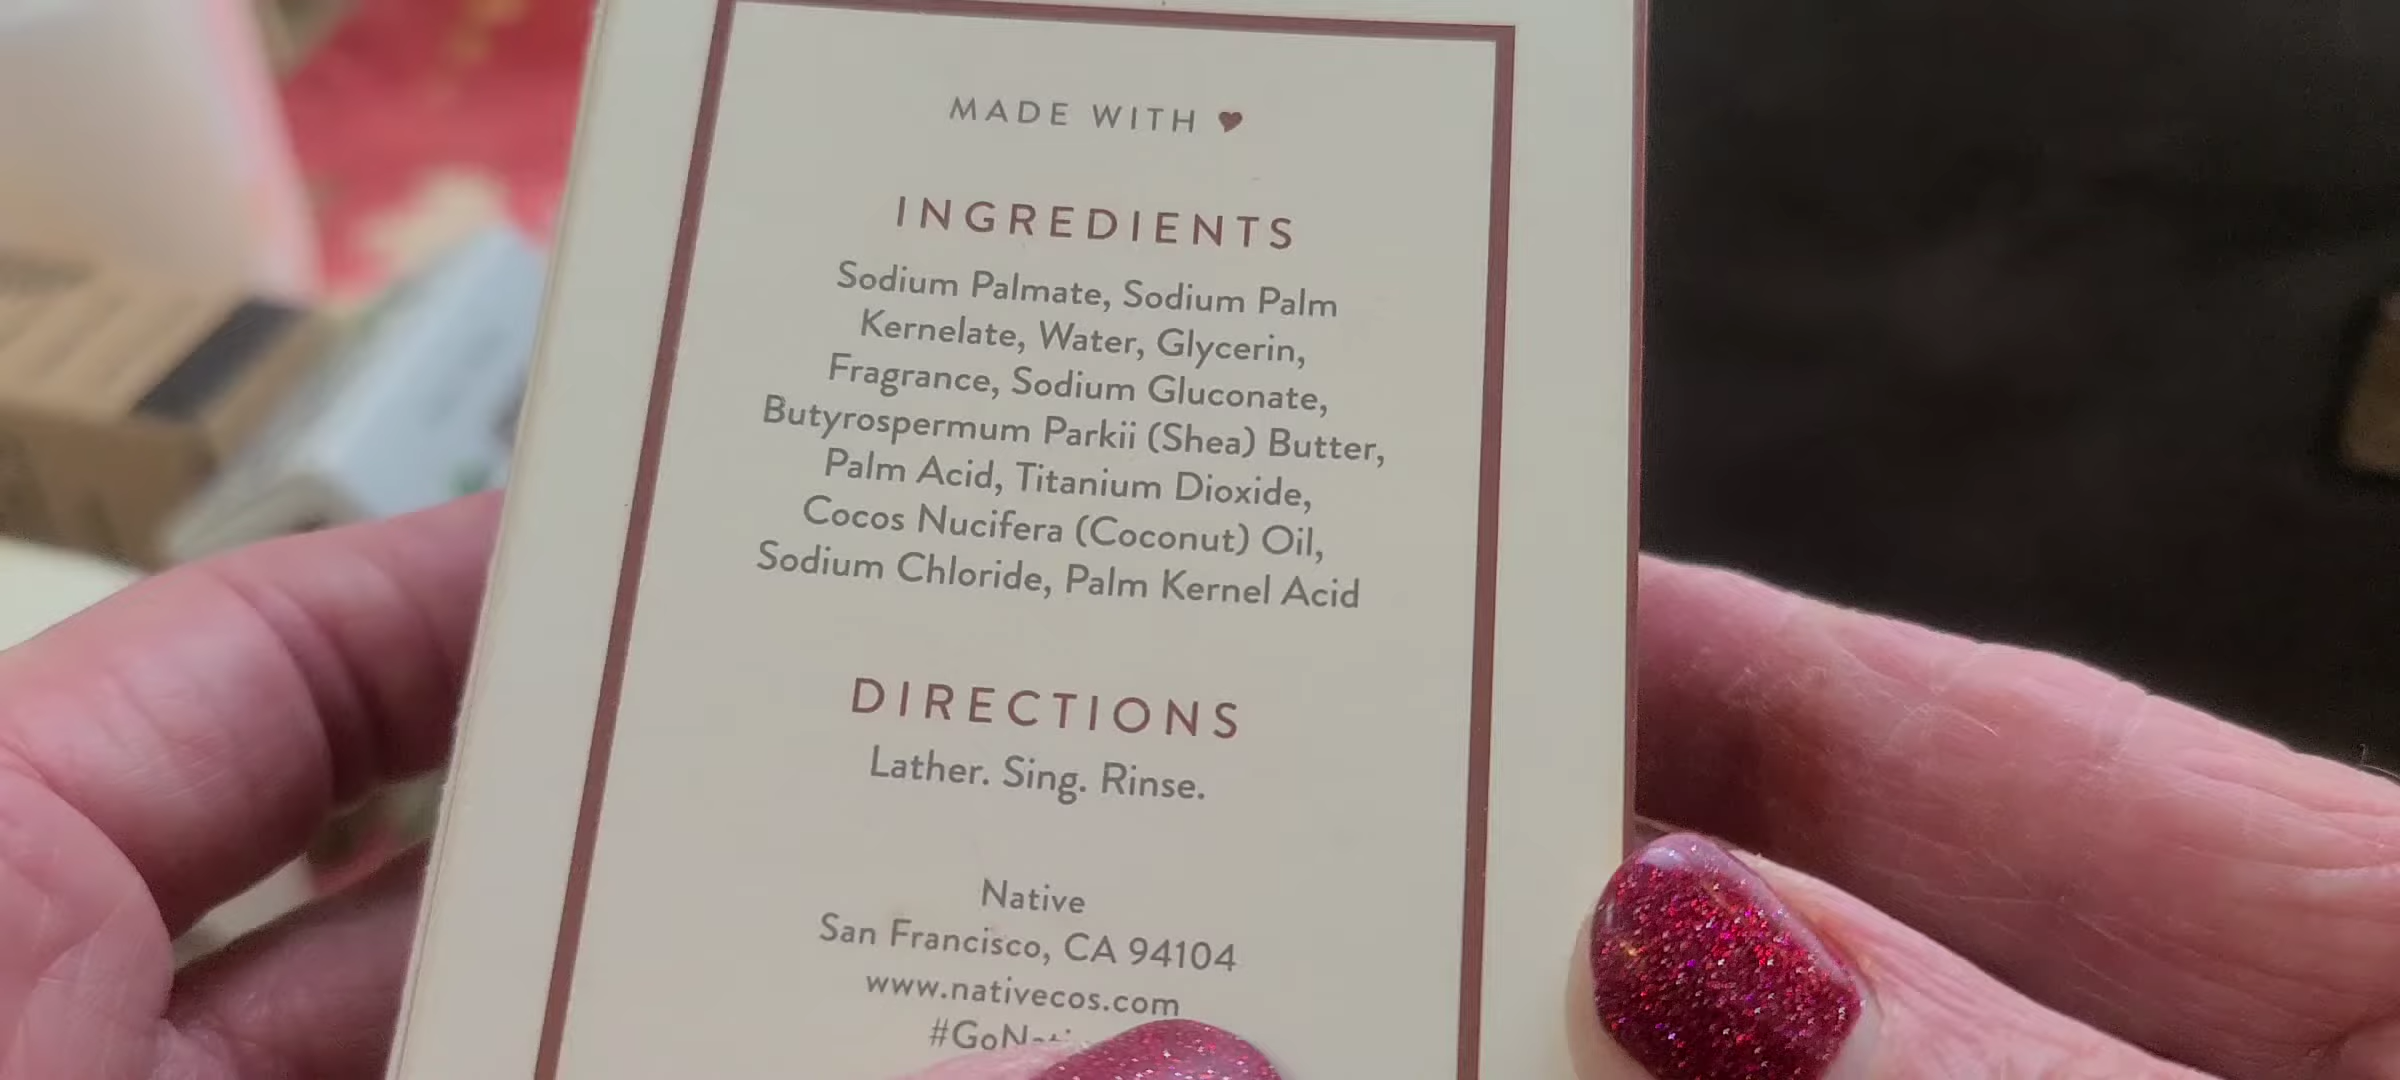 MADE WITH ♥
INGREDIENTS
Sodium Palmate, Sodium Palm
Kernelate, Water, Glycerin,
Fragrance, Sodium Gluconate,
Butyrospermum Parkii (Shea) Butter,
Palm Acid, Titanium Dioxide,
Cocos Nucifera (Coconut) Oil,
Sodium Chloride, Palm Kernel Acid
DIRECTIONS
Lather. Sing. Rinse.
Native
San Francisco, CA 94104
www.nativecos.com